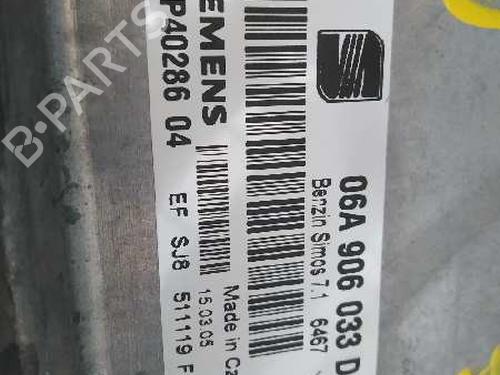 06A 906 033 D
Benzin Simos 7.1 6467
Made in
SIEMENS
15.03.05
P40286 04
EF SJ8 511119 F
B-PARTS